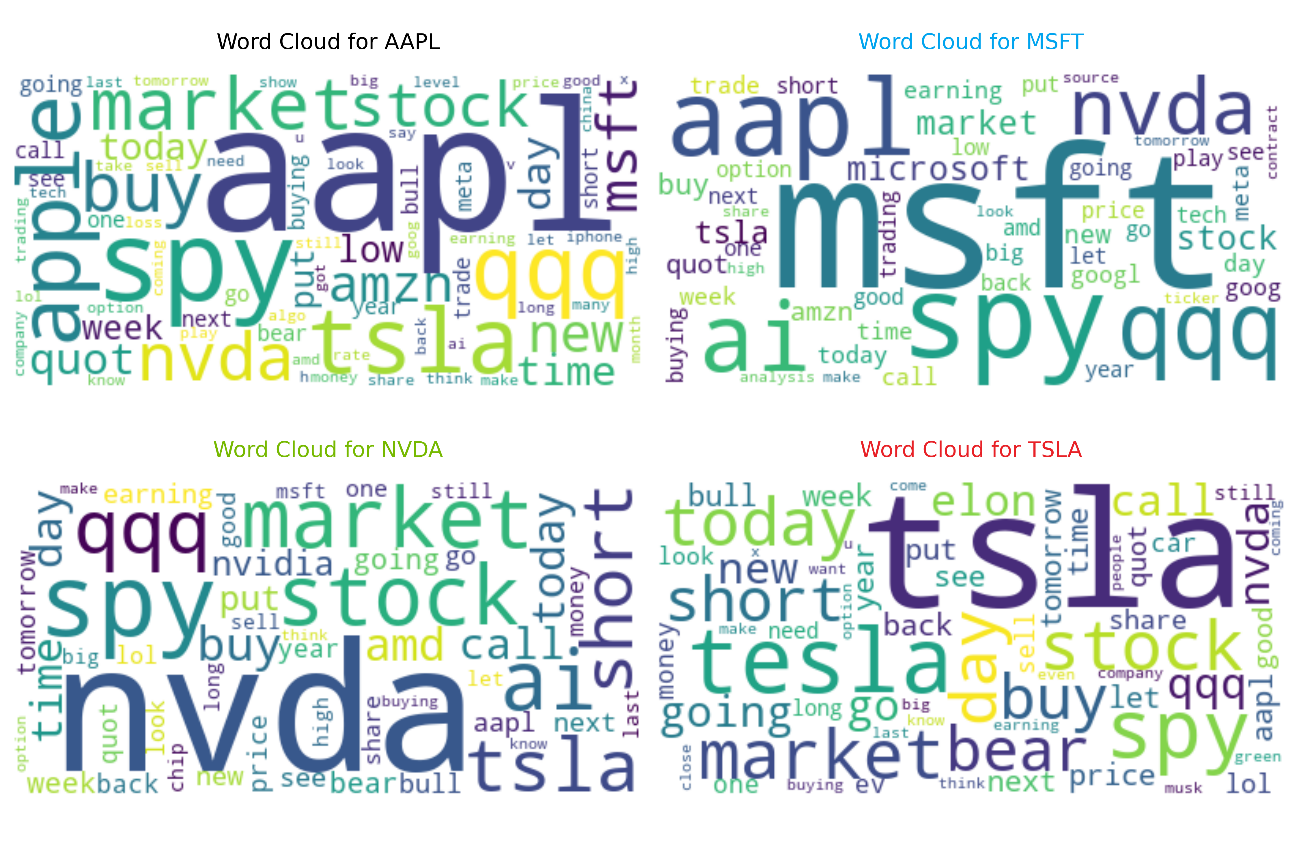 Word Cloud for AAPL
going last tomorrow show big level price good x
apple market stock msft china
call today take sell need u say look v day short
see tech buy aapl buying bull meta
trading one loss spy coming still got put low goog earning let iphone high
lol option go amzn year trade qqq long many
company week next play algo bear nvda tsla back ai new month
quot know amd rate hmoney share think make time
Word Cloud for MSFT
trade short earning put source nvda
aapl market low tomorrow play see contract
option microsoft going
buy next share msft look amd price tech meta
tsla one trading big new go stock
quot high back let googl day goog
week amzn good spy ticker qqq
buying ai time today
analysis make call year
Word Cloud for NVDA
make earning good msft one still
day qqq market today short
tomorrow nvidia going go
spy put stock money
time sell think buy year amd call
big lol long nvda let ai
option quot look high share buying aapl next last
chip price know tsla
week back new see bear bull
Word Cloud for TSLA
bull week come elon call still
today tsla tomorrow time nvda coming
look x u put people quot car
new want see
short year option share
money make need back day sell stock good
tesla even company qqq aapl
going long go big know buy let
last earning spy
market bear green
close one buying ev think next price musk lol